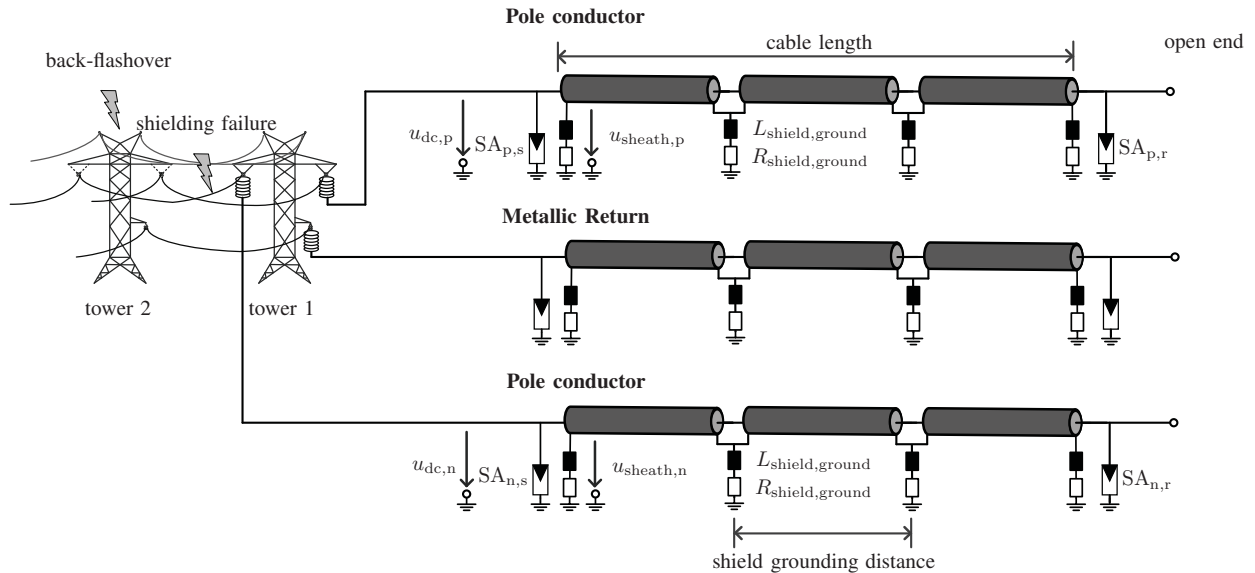 Pole conductor
cable length
open end
back-flashover
shielding failure
u_dc,p
SA_p,s
u_sheath,p
L_shield,ground
R_shield,ground
SA_p,r
Metallic Return
tower 2
tower 1
Pole conductor
u_dc,n
SA_n,s
u_sheath,n
L_shield,ground
R_shield,ground
SA_n,r
shield grounding distance